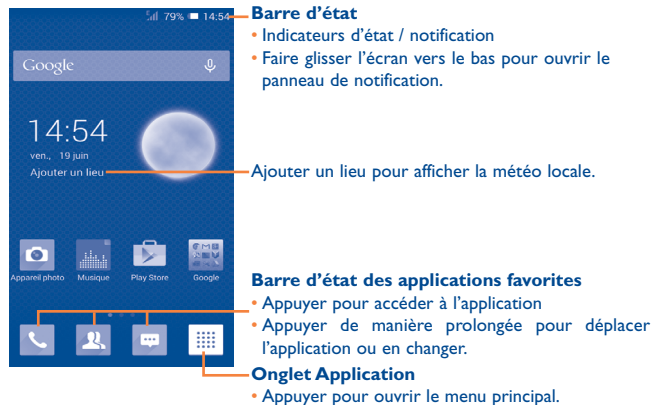 79% 14:54
Google
14:54
ven., 19 juin
Ajouter un lieu
Appareil photo Musique Play Store Google
Barre d’état
• Indicateurs d’état / notification
• Faire glisser l’écran vers le bas pour ouvrir le
panneau de notification.
Ajouter un lieu pour afficher la météo locale.
Barre d’état des applications favorites
• Appuyer pour accéder à l’application
• Appuyer de manière prolongée pour déplacer
l’application ou en changer.
Onglet Application
• Appuyer pour ouvrir le menu principal.